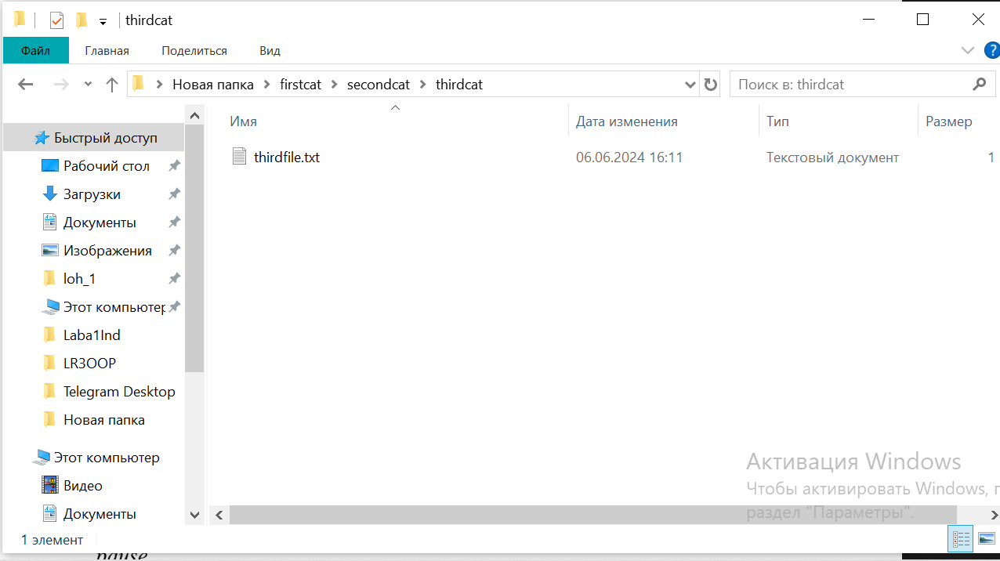 thirdcat
Файл Главная Поделиться Вид
Новая папка firstcat secondcat thirdcat Поиск в: thirdcat
Имя Дата изменения Тип Размер
thirdfile.txt 06.06.2024 16:11 Текстовый документ 1
Быстрый доступ
Рабочий стол
Загрузки
Документы
Изображения
loh_1
Этот компьютер
Laba1Ind
LR3OOP
Telegram Desktop
Новая папка
Этот компьютер
Видео
Документы
Активация Windows
Чтобы активировать Windows,
раздел "Параметры".
1 элемент
pause